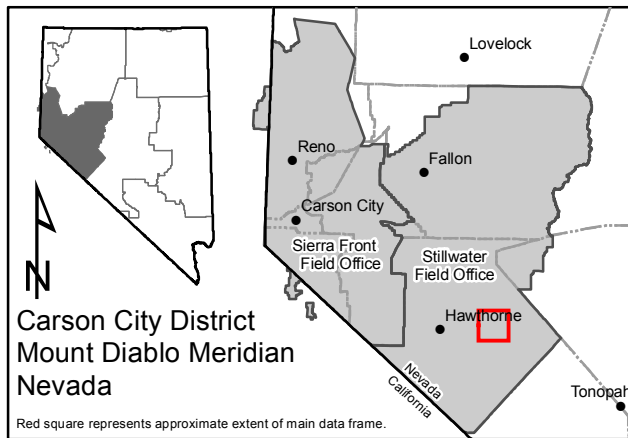 Lovelock
Reno
Fallon
Carson City
Sierra Front
Field Office
Stillwater
Field Office
Hawthorne
N
Carson City District
Mount Diablo Meridian
Nevada
Nevada
California
Tonopah
Red square represents approximate extent of main data frame.